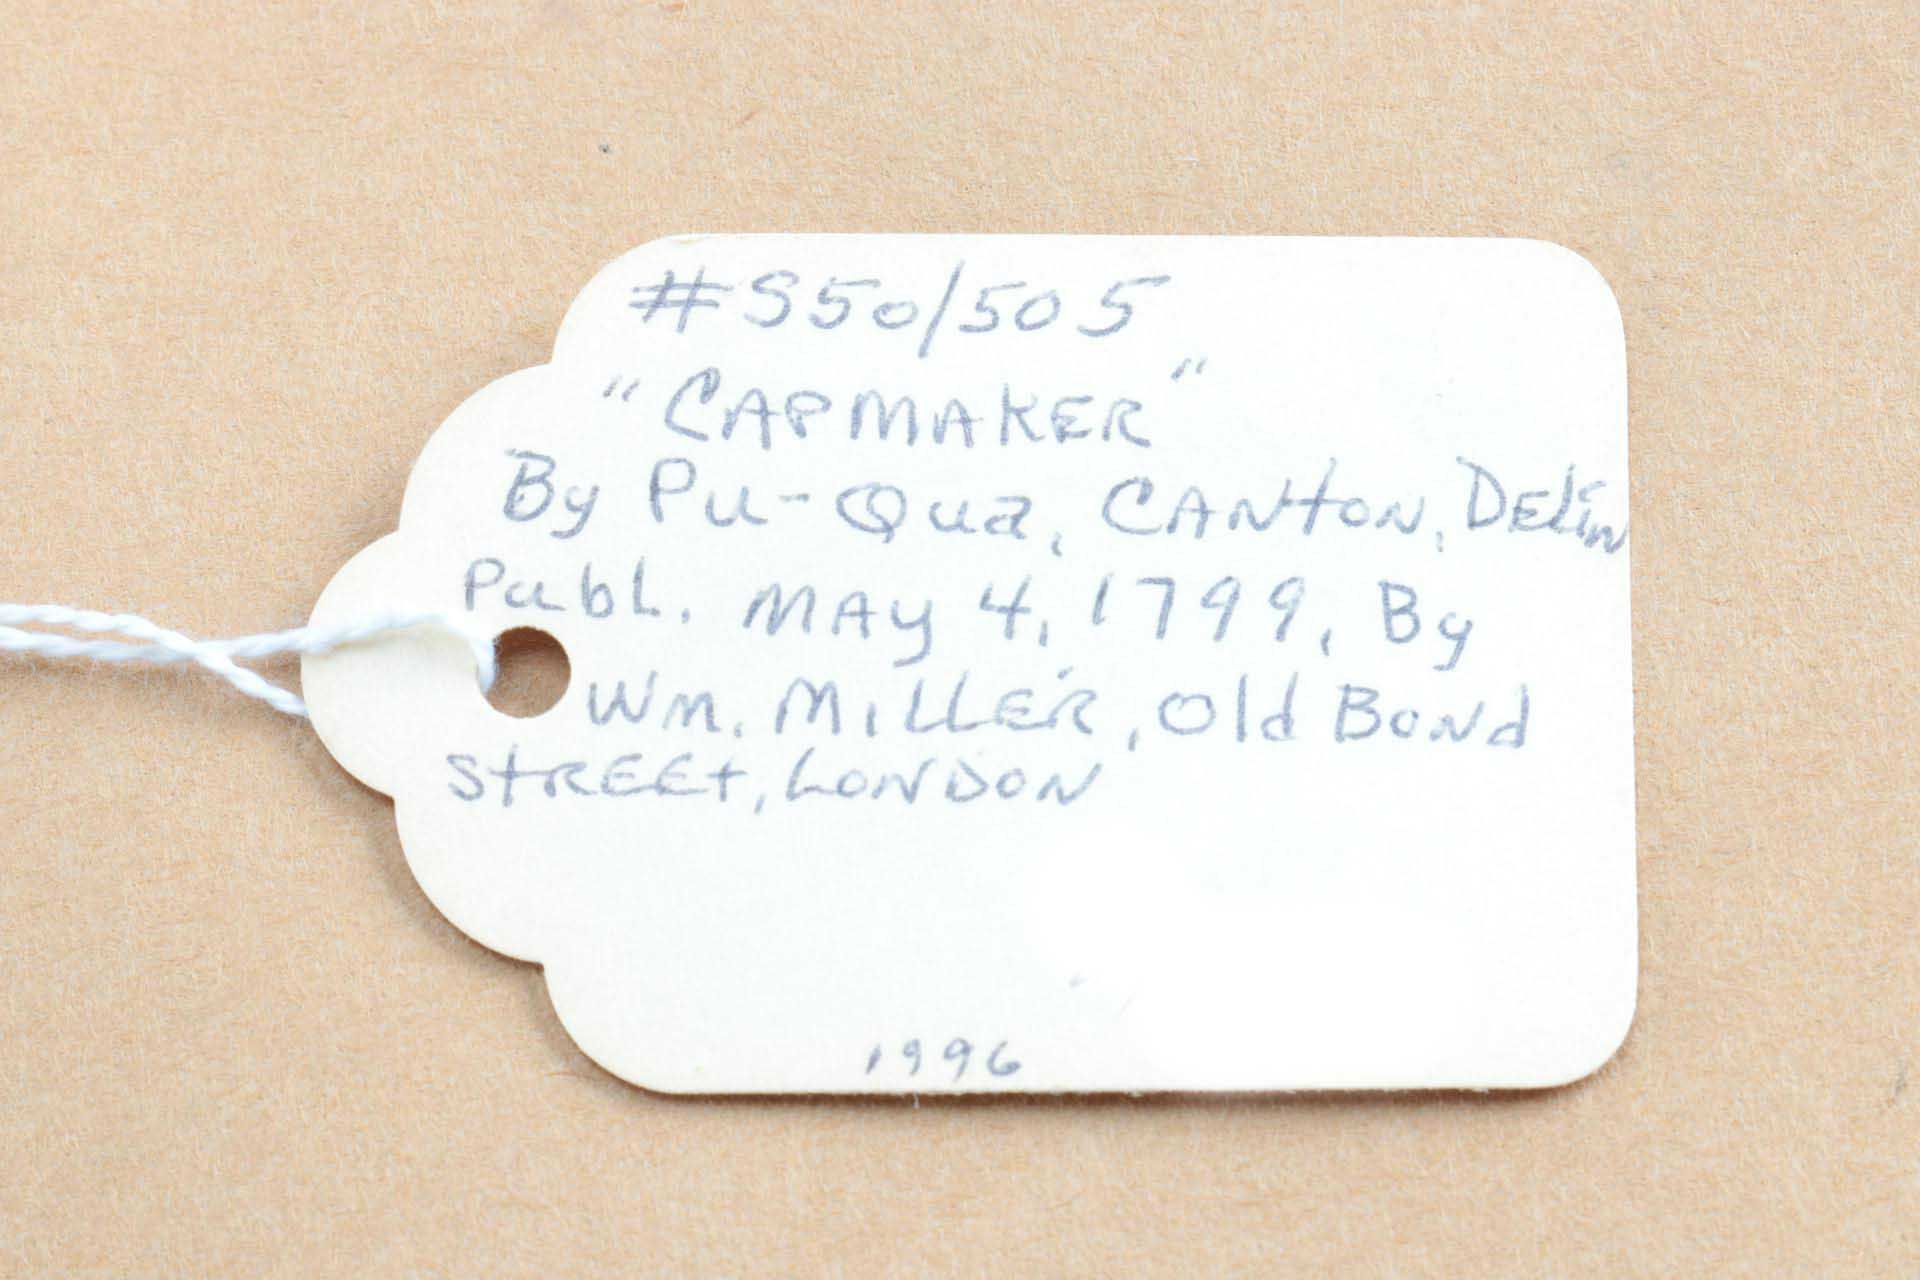 #S50/505
"CAPMAKER"
By Pu-Qua, CANtoN, DELin
PubL. MAy 4, 1799, By
Wm. MiLLER, Old BoNd
StREEt, LoNDoN
1996